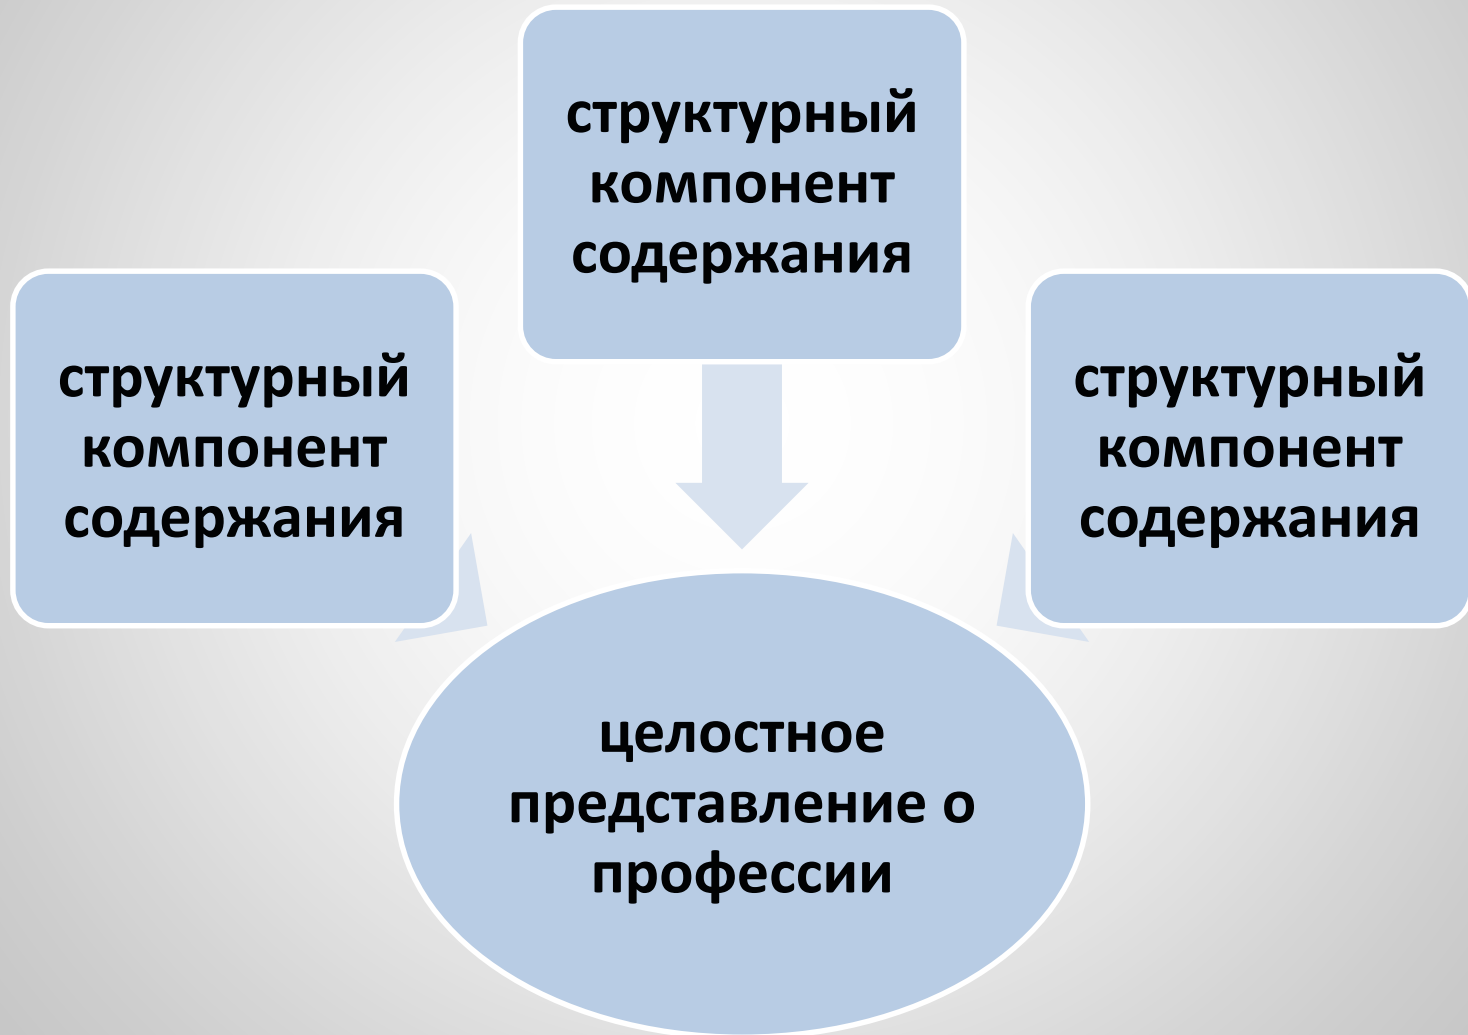 структурный
компонент
содержания
структурный
компонент
содержания
структурный
компонент
содержания
целостное
представление о
профессии